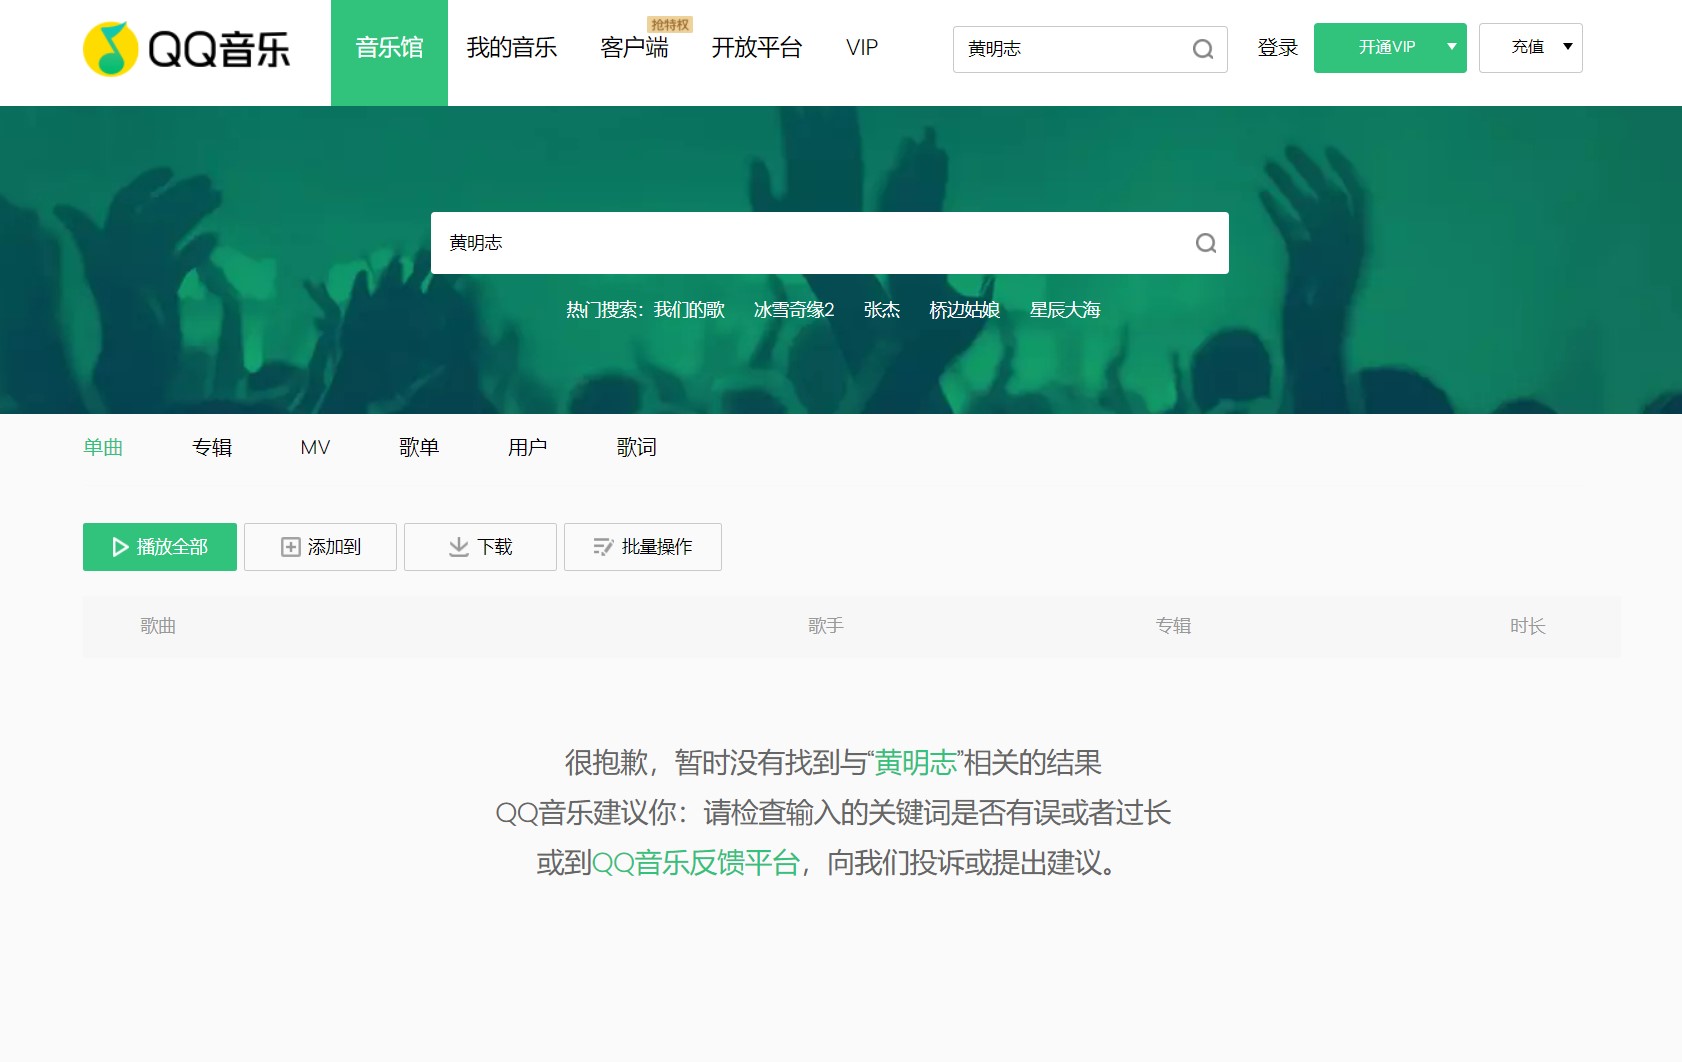 QQ音乐
音乐馆 我的音乐 客户端 抢特权 开放平台 VIP 黄明志 登录 开通VIP 充值
黄明志
热门搜索：我们的歌 冰雪奇缘2 张杰 桥边姑娘 星辰大海
单曲 专辑 MV 歌单 用户 歌词
播放全部 添加到 下载 批量操作
歌曲 歌手 专辑 时长
很抱歉，暂时没有找到与“黄明志”相关的结果
QQ音乐建议你：请检查输入的关键词是否有误或者过长
或到QQ音乐反馈平台，向我们投诉或提出建议。